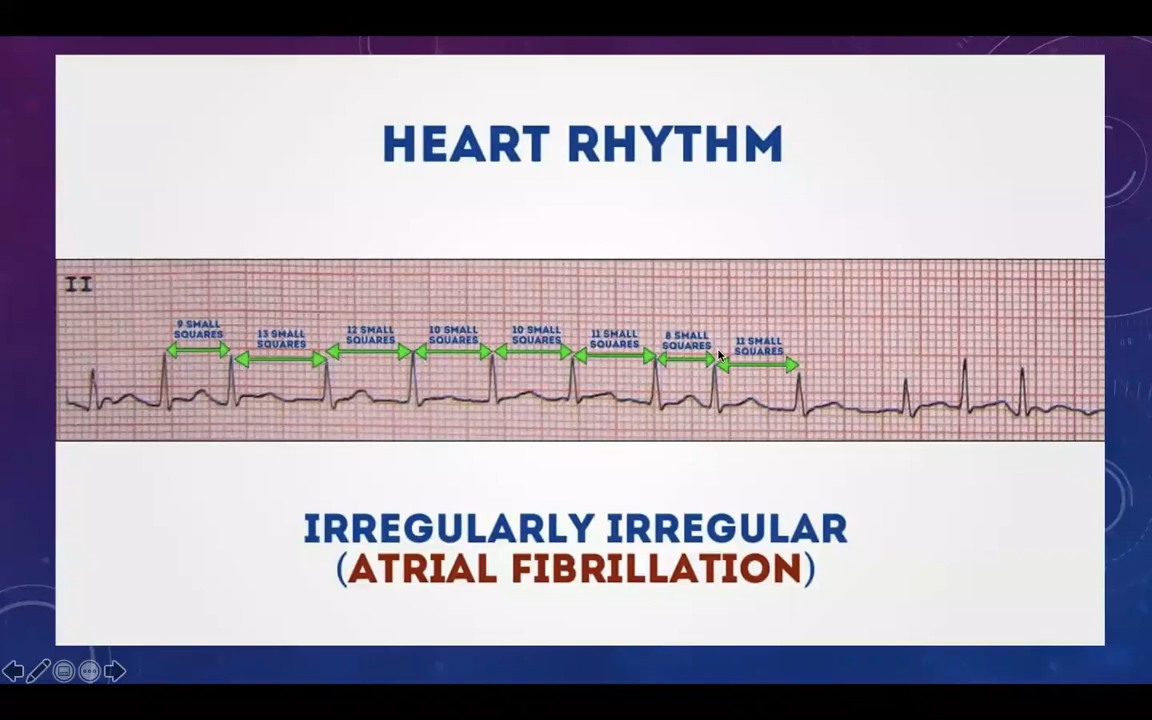 HEART RHYTHM
II
9 SMALL
SQUARES
13 SMALL
SQUARES
12 SMALL
SQUARES
10 SMALL
SQUARES
10 SMALL
SQUARES
11 SMALL
SQUARES
8 SMALL
SQUARES
11 SMALL
SQUARES
IRREGULARLY IRREGULAR
(ATRIAL FIBRILLATION)